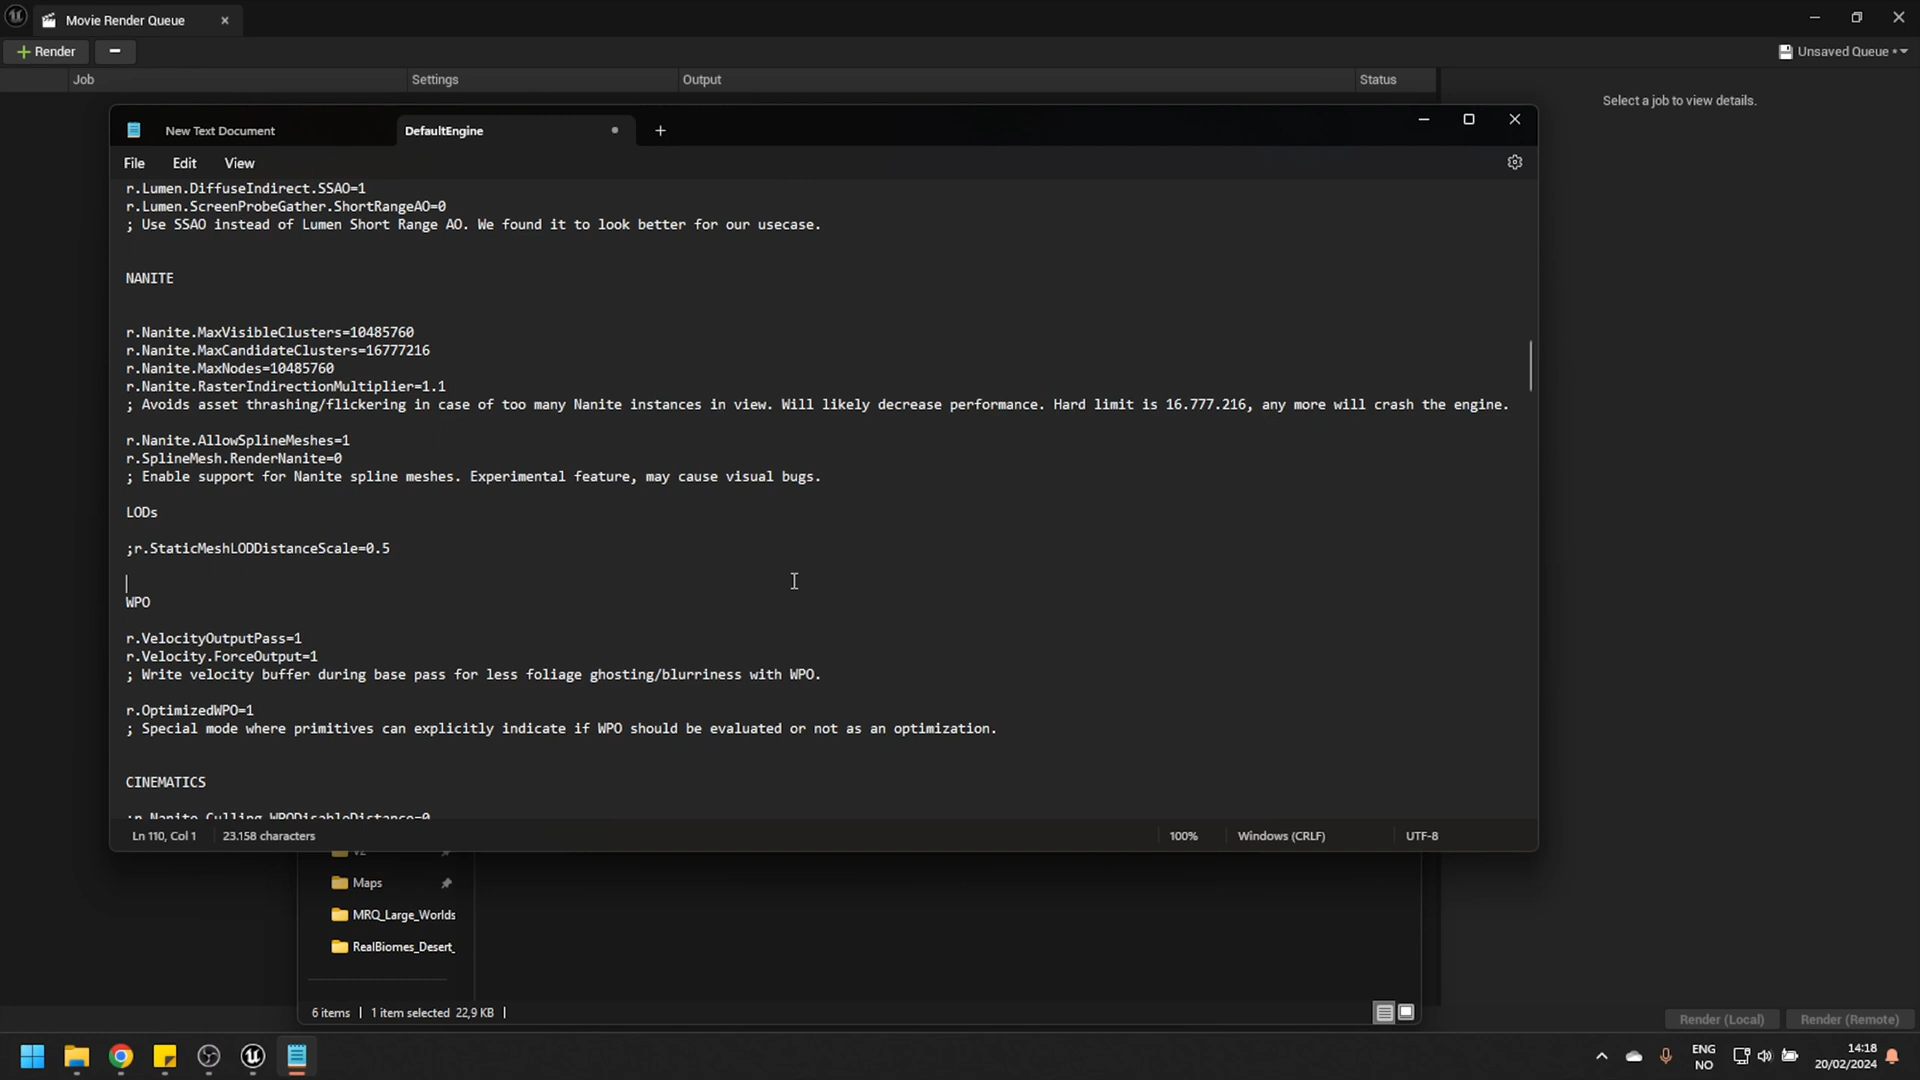 Movie Render Queue
Render
Unsaved Queue •
Job
Settings
Output
Status
Select a job to view details.
New Text Document
DefaultEngine
File
Edit
View
r.Lumen.DiffuseIndirect.SSAO=1
r.Lumen.ScreenProbeGather.ShortRangeAO=0
; Use SSAO instead of Lumen Short Range AO. We found it to look better for our usecase.
NANITE
r.Nanite.MaxVisibleClusters=10485760
r.Nanite.MaxCandidateClusters=16777216
r.Nanite.MaxNodes=10485760
r.Nanite.RasterIndirectionMultiplier=1.1
; Avoids asset thrashing/flickering in case of too many Nanite instances in view. Will likely decrease performance. Hard limit is 16.777.216, any more will crash the engine.
r.Nanite.AllowSplineMeshes=1
r.SplineMesh.RenderNanite=0
; Enable support for Nanite spline meshes. Experimental feature, may cause visual bugs.
LODs
;r.StaticMeshLODDistanceScale=0.5
WPO
r.VelocityOutputPass=1
r.Velocity.ForceOutput=1
; Write velocity buffer during base pass for less foliage ghosting/blurriness with WPO.
r.OptimizedWPO=1
; Special mode where primitives can explicitly indicate if WPO should be evaluated or not as an optimization.
CINEMATICS
;r.Nanite.Culling.WPODisableDistance=0
Ln 110, Col 1
23.158 characters
100%
Windows (CRLF)
UTF-8
Maps
MRQ_Large_Worlds
RealBiomes_Desert_
6 items
1 item selected 22,9 KB
Render (Local)
Render (Remote)
ENG
NO
14:18
20/02/2024